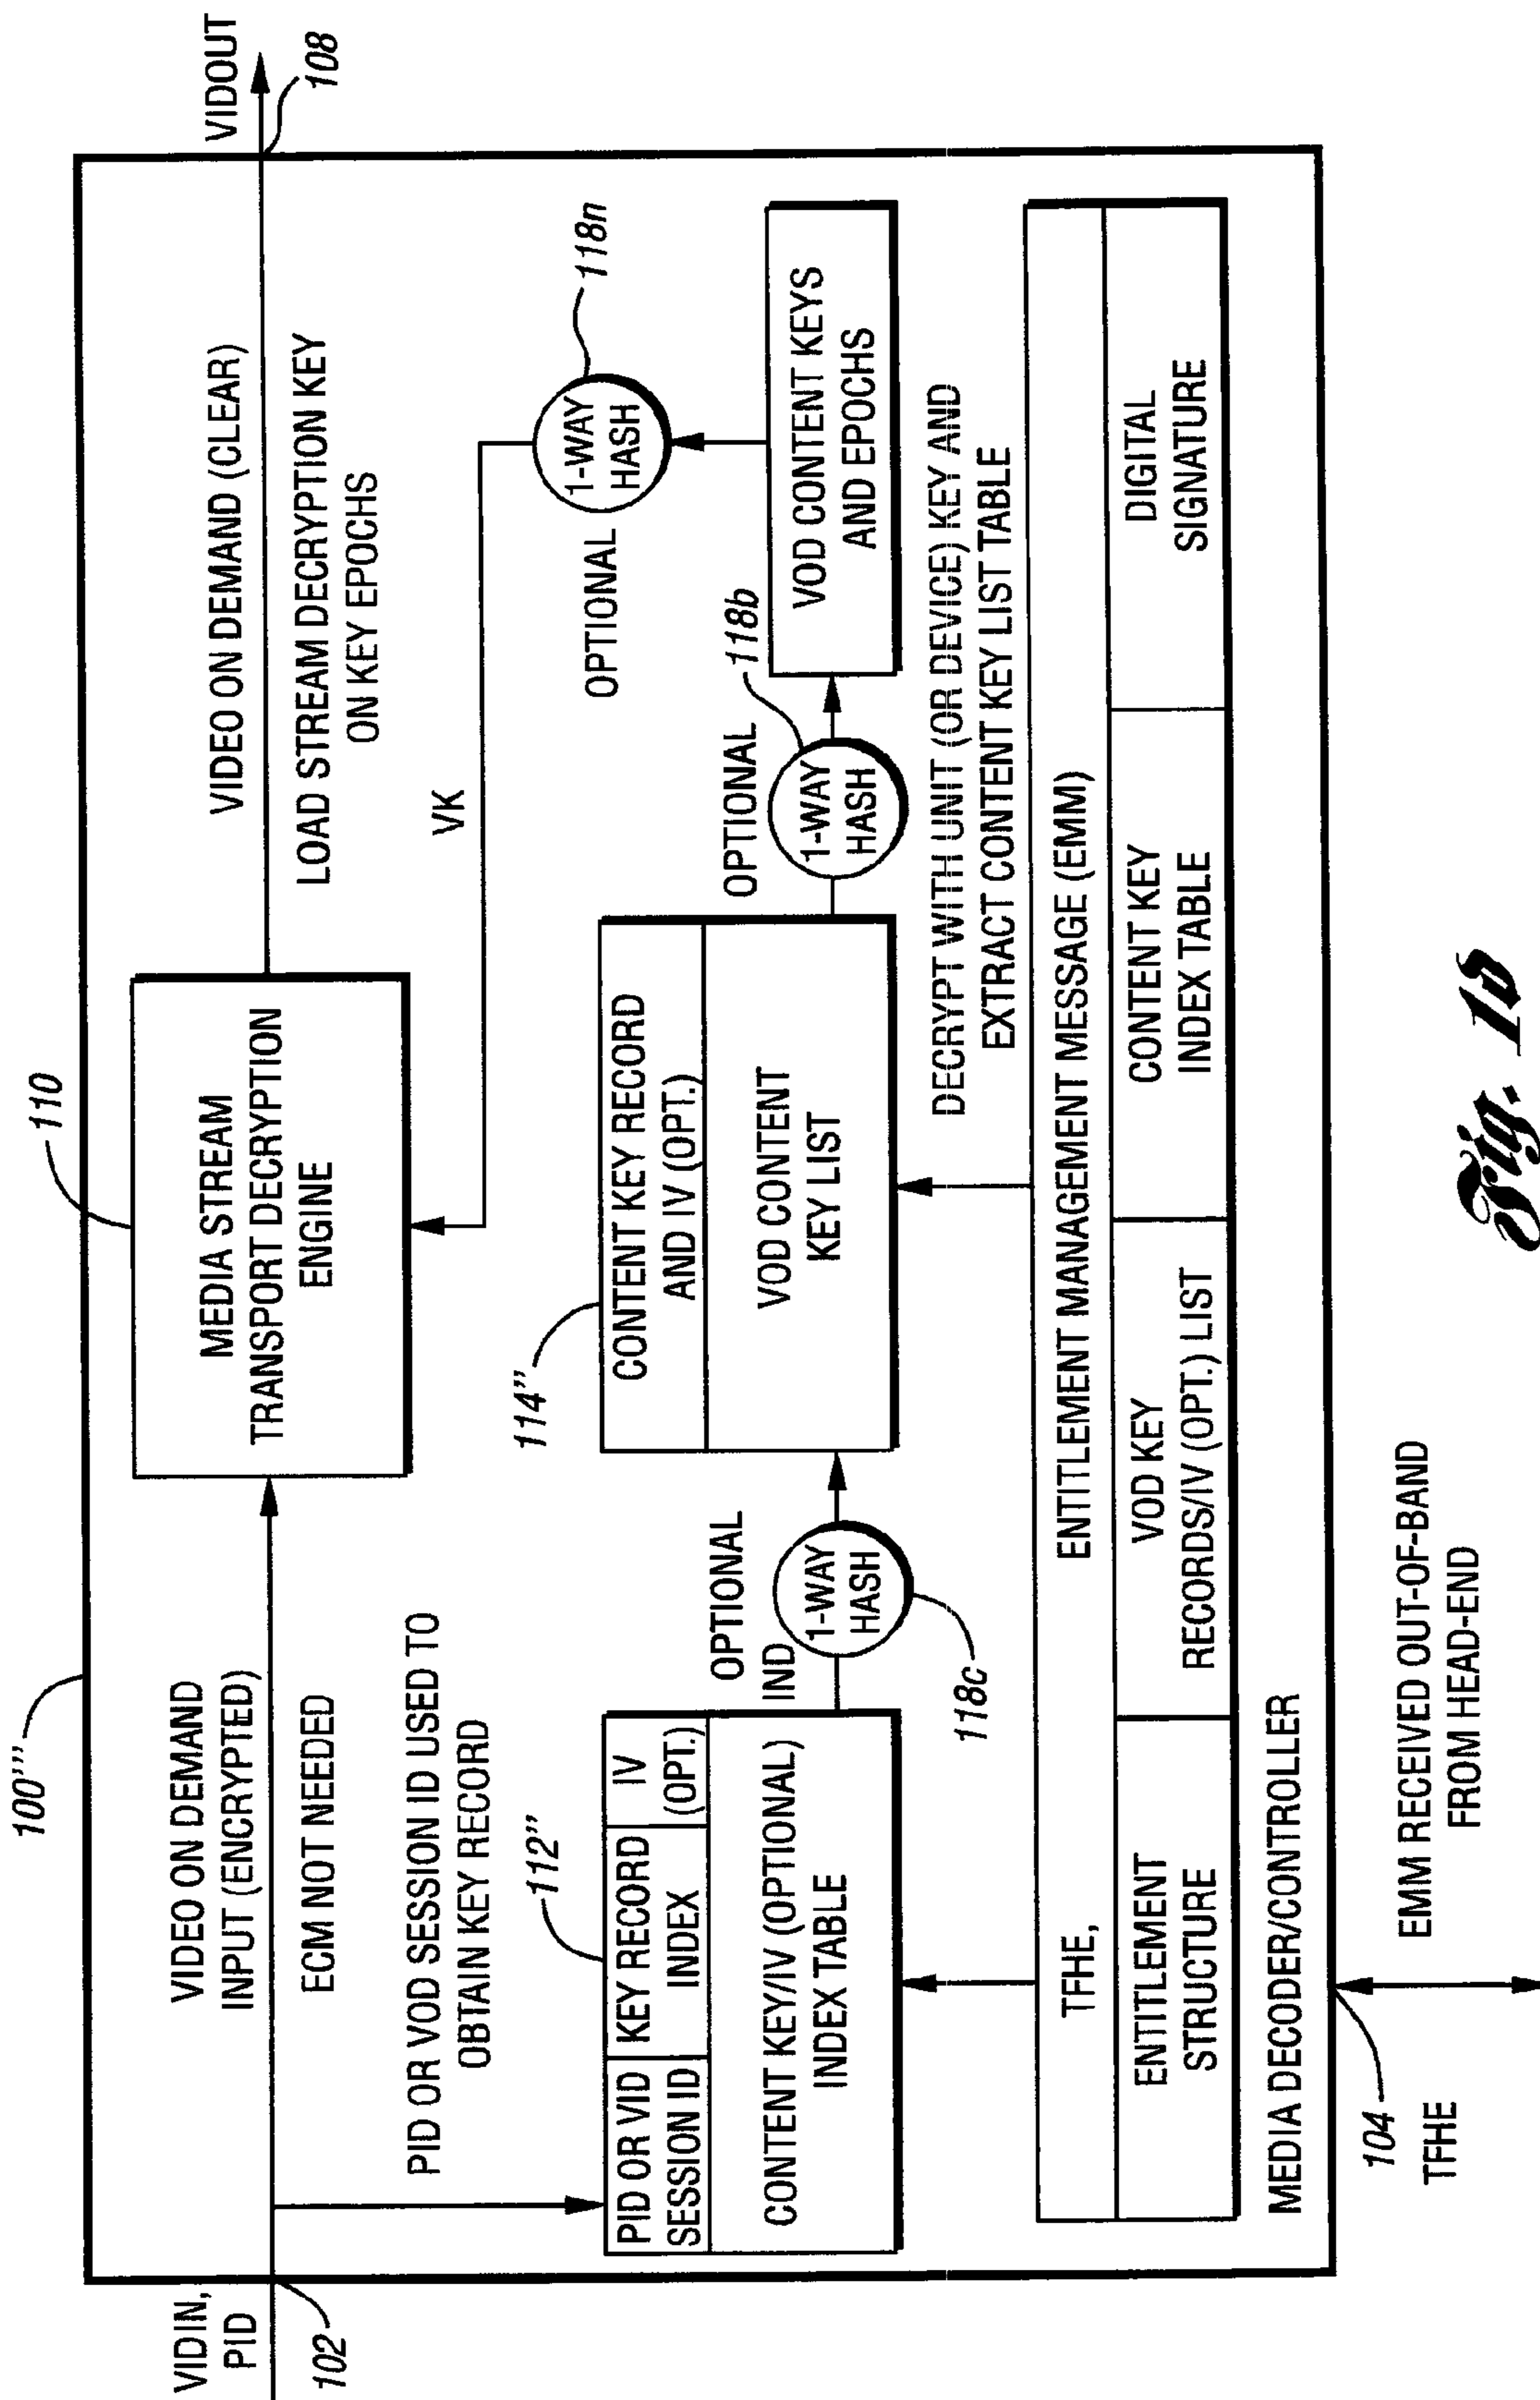 100'''
VIDIN,
PID
102
VIDEO ON DEMAND
INPUT (ENCRYPTED)
ECM NOT NEEDED
110
MEDIA STREAM
TRANSPORT DECRYPTION
ENGINE
VIDEO ON DEMAND (CLEAR)
LOAD STREAM DECRYPTION KEY
ON KEY EPOCHS
VIDOUT
108
VK
PID OR VOD SESSION ID USED TO
OBTAIN KEY RECORD
112''
PID OR VID
SESSION ID
KEY RECORD
INDEX
IV
(OPT.)
CONTENT KEY/IV (OPTIONAL)
INDEX TABLE
OPTIONAL
IND
1-WAY
HASH
118c
114''
CONTENT KEY RECORD
AND IV (OPT.)
VOD CONTENT
KEY LIST
OPTIONAL
118b
1-WAY
HASH
OPTIONAL
1-WAY
HASH
118n
VOD CONTENT KEYS
AND EPOCHS
DECRYPT WITH UNIT (OR DEVICE) KEY AND
EXTRACT CONTENT KEY LIST TABLE
TFHE,
ENTITLEMENT MANAGEMENT MESSAGE (EMM)
ENTITLEMENT
STRUCTURE
VOD KEY
RECORDS/IV (OPT.) LIST
CONTENT KEY
INDEX TABLE
DIGITAL
SIGNATURE
MEDIA DECODER/CONTROLLER
104
TFHE
EMM RECEIVED OUT-OF-BAND
FROM HEAD-END